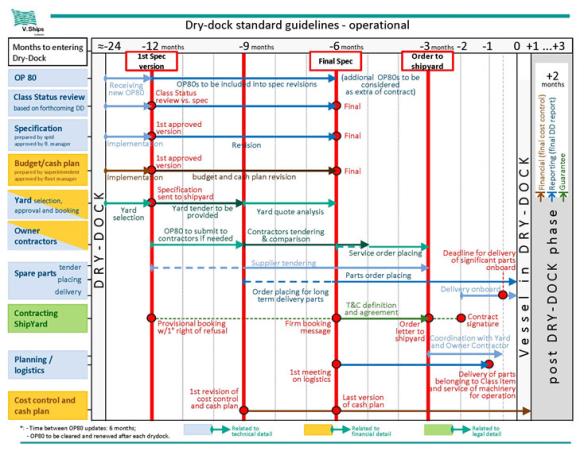 V.Ships
Dry-dock standard guidelines - operational
Months to entering
Dry-Dock
≈-24
-12 months
-9 months
-6 months
-3 months
-2
-1
0
+1 ...+3
1st Spec
version
Final Spec
Order to
shipyard
OP 80
Receiving
new OP80
OP80s to be included into spec revisions
(addional OP80s to be
considered
as extra of contract)
+2
months
Class Status review
based on forthcoming DD
Class Status
review vs. spec
Final
Specification
prepared by sptd
approved by fl. manager
Implementation
1st approved
version
Revision
Final
Budget/cash plan
prepared by superintendent
approved by fleet manager
Implementation
1st approved
version
budget and cash plan revision
Final
Yard selection,
approval and booking
Yard
selection
Specification
sent to shipyard
Yard tender to be
provided
Yard quote analysis
Owner
contractors
OP80 to submit to
contractors if needed
Contractors tendering
& comparison
Service order placing
Spare parts
tender
placing
delivery
Supplier tendering
Parts order placing
Order placing for long
term delivery parts
Deadline for delivery
of significant parts
onboard
Delivery onboard
Contracting
ShipYard
Provisional booking
w/1° right of refusal
Firm booking
message
T&C definition
and agreement
Order
letter to
shipyard
Contract
signature
Planning /
logistics
1st meeting
on logistics
Coordination with Yard
and Owner Contractor
Delivery of parts
belonging to Class item
and service of machinery
for operation
Cost control and
cash plan
1st revision of
cost control
and cash plan
Last version
of cash plan
DRY-DOCK
Vessel in DRY-DOCK
post DRY-DOCK phase
Financial (final cost control)
Reporting (final DD report)
Guarantee
*: - Time between OP80 updates: 6 months;
- OP80 to be cleared and renewed after each drydock.
Related to
technical detail
Related to
financial detail
Related to
legal detail